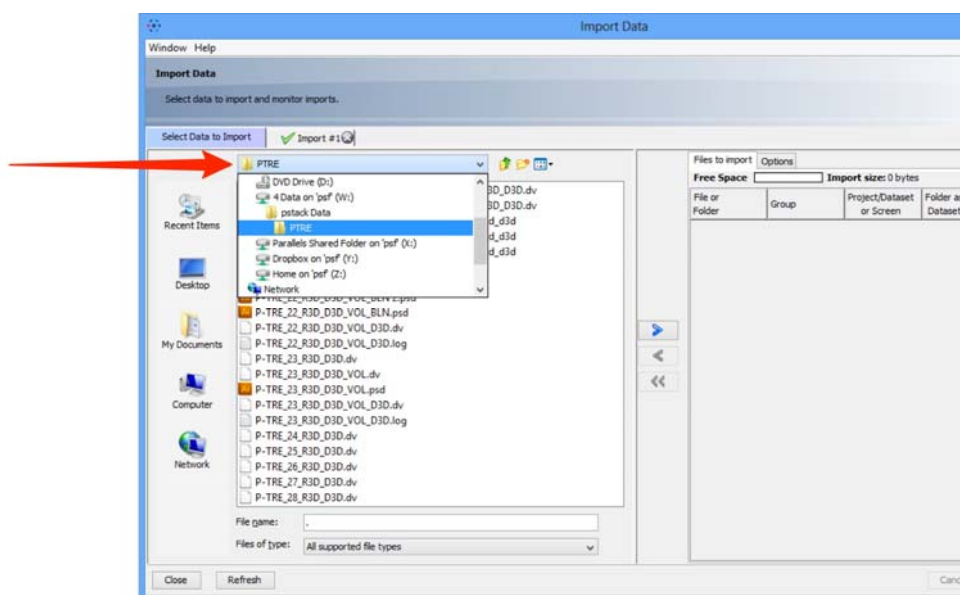 Import Data
Window Help
Import Data
Select data to import and monitor imports.
Select Data to Import
Import #1
PTRE
DVD Drive (D:)
4 Data on 'psf' (W:)
pstack Data
PTRE
Parallels Shared Folder on 'psf' (X:)
Dropbox on 'psf' (Y:)
Home on 'psf' (Z:)
Network
3D_D3D.dv
3D_D3D.dv
d_d3d
d_d3d
d_d3d
P-TRE_22_R3D_D3D_VOL_BLN.psd
P-TRE_22_R3D_D3D_VOL_D3D.dv
P-TRE_22_R3D_D3D_VOL_D3D.log
P-TRE_23_R3D_D3D.dv
P-TRE_23_R3D_D3D_VOL.dv
P-TRE_23_R3D_D3D_VOL.psd
P-TRE_23_R3D_D3D_VOL_D3D.dv
P-TRE_23_R3D_D3D_VOL_D3D.log
P-TRE_24_R3D_D3D.dv
P-TRE_25_R3D_D3D.dv
P-TRE_26_R3D_D3D.dv
P-TRE_27_R3D_D3D.dv
P-TRE_28_R3D_D3D.dv
Recent Items
Desktop
My Documents
Computer
Network
File name: .
Files of type: All supported file types
Files to import Options
Free Space Import size: 0 bytes
File or Folder
Group
Project/Dataset or Screen
Folder a
Dataset
Close Refresh
Canc